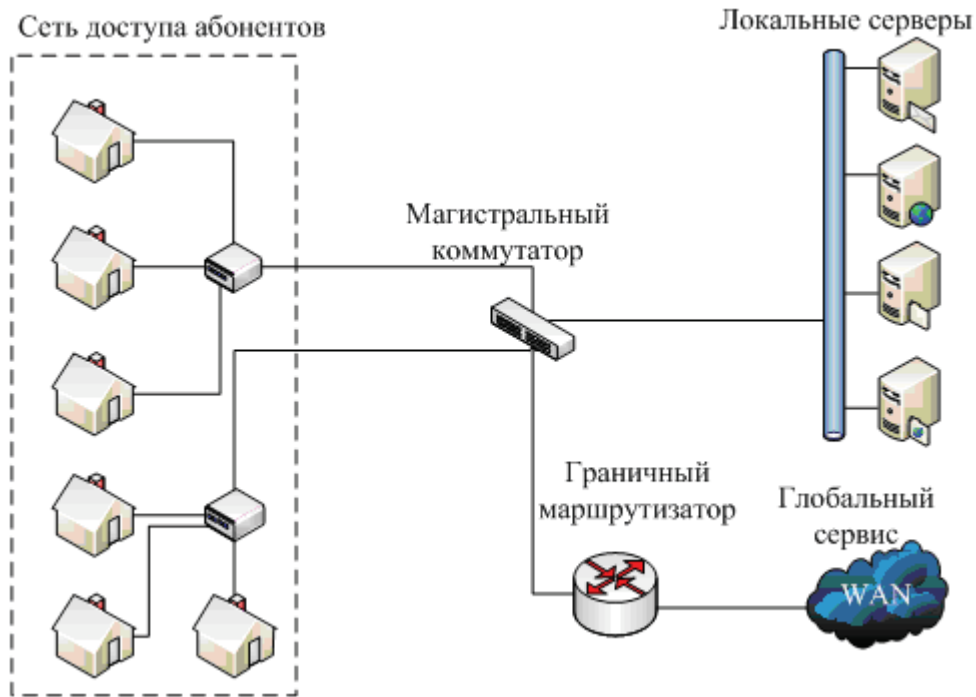 Сеть доступа абонентов
Локальные серверы
Магистральный
коммутатор
Граничный
маршрутизатор
Глобальный
сервис
WAN